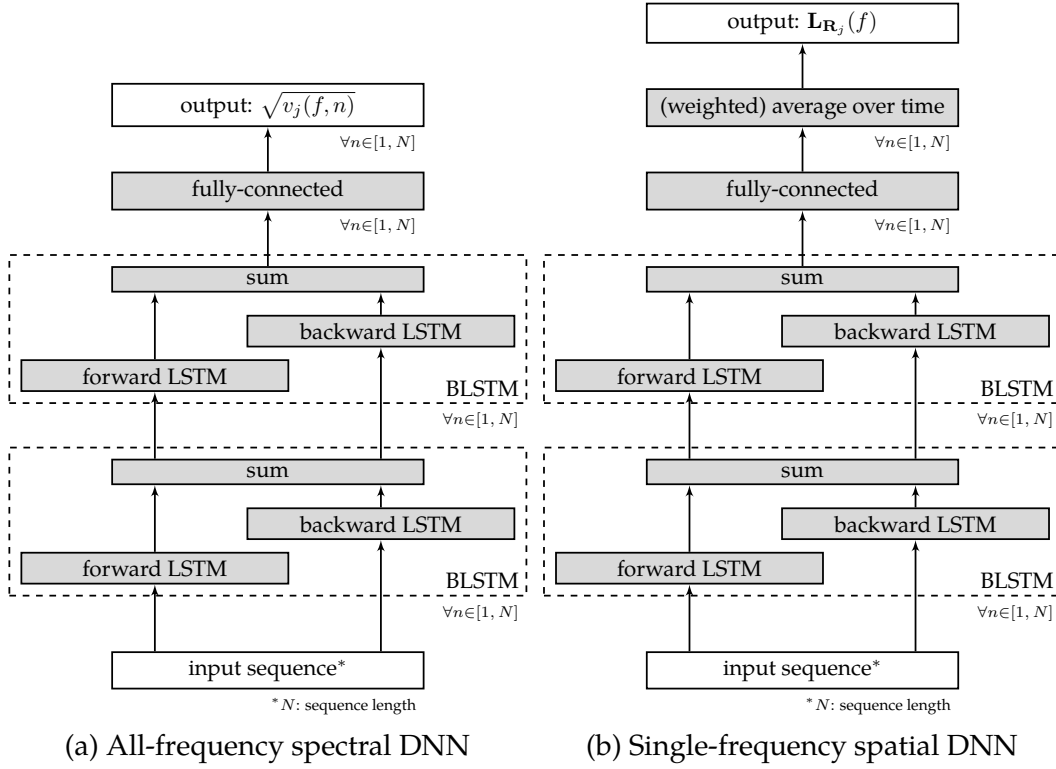 output: √v_j(f, n)
∀n∈[1, N]
fully-connected
∀n∈[1, N]
sum
backward LSTM
forward LSTM
BLSTM
∀n∈[1, N]
sum
backward LSTM
forward LSTM
BLSTM
∀n∈[1, N]
input sequence*
*N: sequence length
(a) All-frequency spectral DNN
output: L_{R_j}(f)
(weighted) average over time
∀n∈[1, N]
fully-connected
∀n∈[1, N]
sum
backward LSTM
forward LSTM
BLSTM
∀n∈[1, N]
sum
backward LSTM
forward LSTM
BLSTM
∀n∈[1, N]
input sequence*
*N: sequence length
(b) Single-frequency spatial DNN